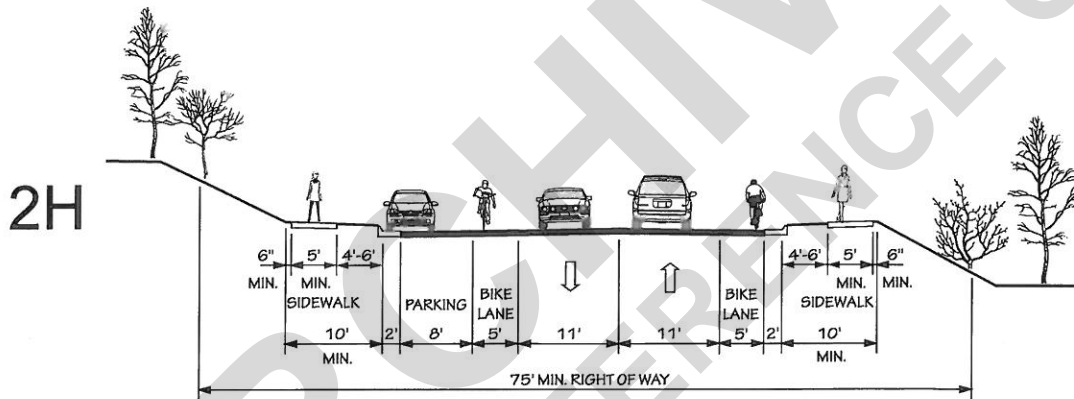 2H
6" 5' 4'-6' 4'-6' 5' 6"
MIN. MIN. MIN. MIN.
SIDEWALK PARKING BIKE LANE BIKE LANE SIDEWALK
10' 2' 8' 5' 11' 11' 5' 2' 10'
MIN. MIN.
75' MIN. RIGHT OF WAY